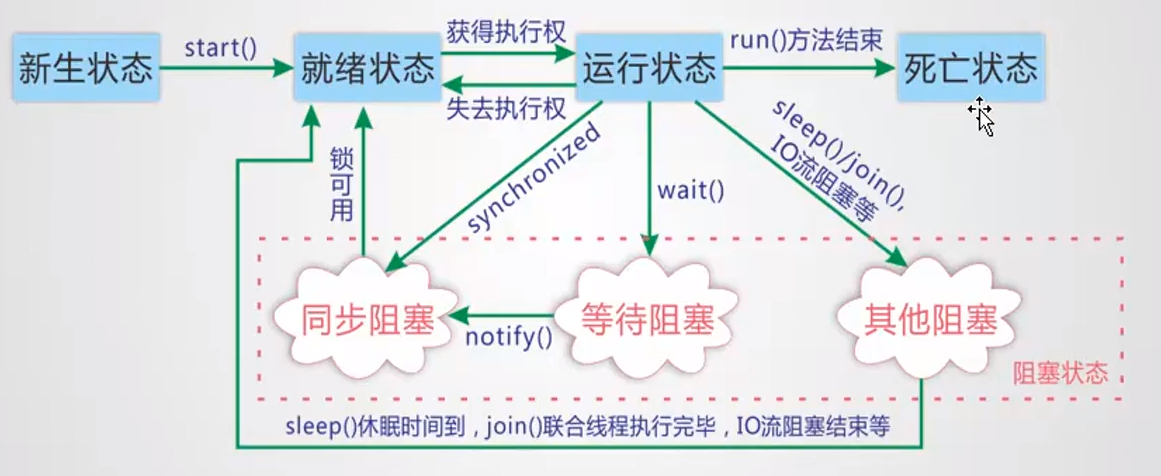 新生状态
start()
就绪状态
获得执行权
失去执行权
运行状态
run()方法结束
死亡状态
锁可用
synchronized
wait()
sleep()/join(),
IO流阻塞等
同步阻塞
notify()
等待阻塞
其他阻塞
阻塞状态
sleep()休眠时间到，join()联合线程执行完毕，IO流阻塞结束等